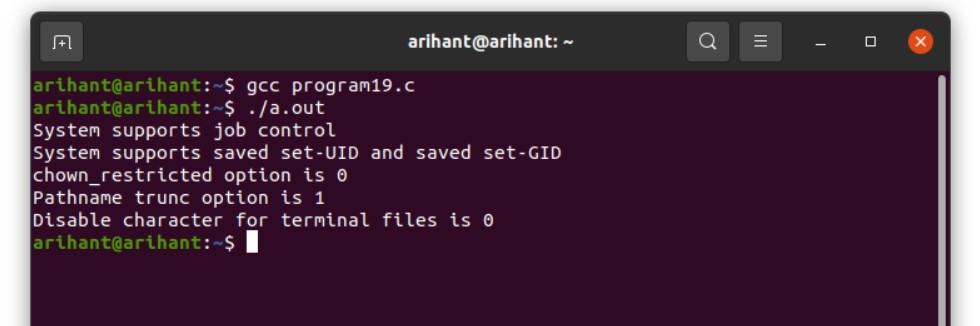 arihant@arihant: ~
arihant@arihant:~$ gcc program19.c
arihant@arihant:~$ ./a.out
System supports job control
System supports saved set-UID and saved set-GID
chown_restricted option is 0
Pathname trunc option is 1
Disable character for terminal files is 0
arihant@arihant:~$